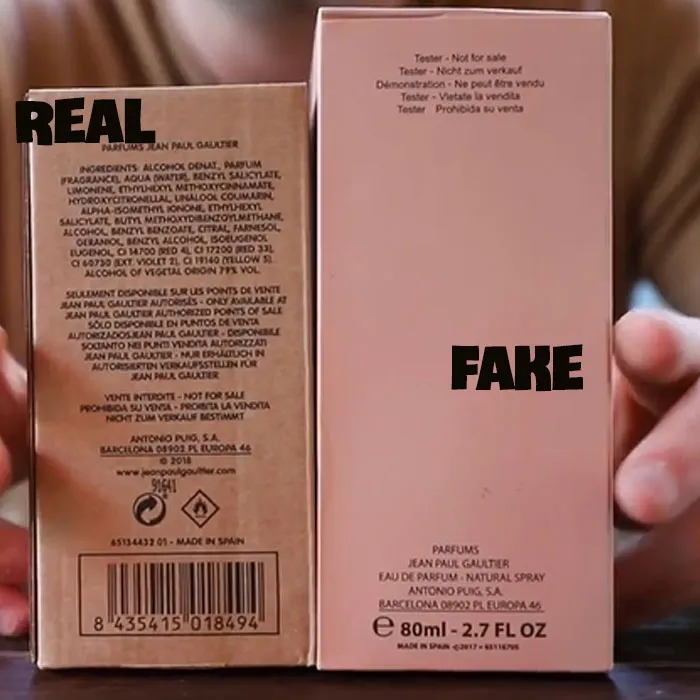 REAL
PARFUMS JEAN PAUL GAULTIER
INGREDIENTS: ALCOHOL DENAT., PARFUM
(FRAGRANCE), AQUA (WATER), BENZYL SALICYLATE,
LIMONENE, ETHYLHEXYL METHOXYCINNAMATE,
HYDROXYCITRONELLAL, LINALOOL COUMARIN,
ALPHA-ISOMETHYL IONONE, ETHYLHEXYL
SALICYLATE, BUTYL METHOXYDIBENZOYLMETHANE,
ALCOHOL, BENZYL BENZOATE, CITRAL, FARNESOL,
GERANIOL, BENZYL ALCOHOL, ISOEUGENOL
EUGENOL, CI 14700 (RED 4), CI 17200 (RED 33),
CI 60730 (EXT. VIOLET 2), CI 19140 (YELLOW 5).
ALCOHOL OF VEGETAL ORIGIN 79% VOL.
SEULEMENT DISPONIBLE SUR LES POINTS DE VENTE
JEAN PAUL GAULTIER AUTORISÉS - ONLY AVAILABLE AT
JEAN PAUL GAULTIER AUTHORIZED POINTS OF SALE
SÓLO DISPONIBLE EN PUNTOS DE VENTA
AUTORIZADOSJEAN PAUL GAULTIER - DISPONIBILE
SOLTANTO NEI PUNTI VENDITA AUTORIZZATI
JEAN PAUL GAULTIER - NUR ERHÄLTLICH IN
AUTORISIERTEN VERKAUFSSTELLEN FÜR
JEAN PAUL GAULTIER
VENTE INTERDITE - NOT FOR SALE
PROHIBIDA SU VENTA - PROIBITA LA VENDITA
NICHT ZUM VERKAUF BESTIMMT
ANTONIO PUIG, S.A.
BARCELONA 08902 PL EUROPA 46
© 2018
www.jeanpaulgaultier.com
91641
65134432 01 - MADE IN SPAIN
8 435415 018494
Tester - Not for sale
Tester - Nicht zum verkauf
Démonstration - Ne peut être vendu
Tester - Vietate la vendita
Tester Prohibida su venta
FAKE
PARFUMS
JEAN PAUL GAULTIER
EAU DE PARFUM - NATURAL SPRAY
ANTONIO PUIG, S.A.
BARCELONA 08902 PL EUROPA 46
e 80ml - 2.7 FL OZ
MADE IN SPAIN -©2017 • 65116705